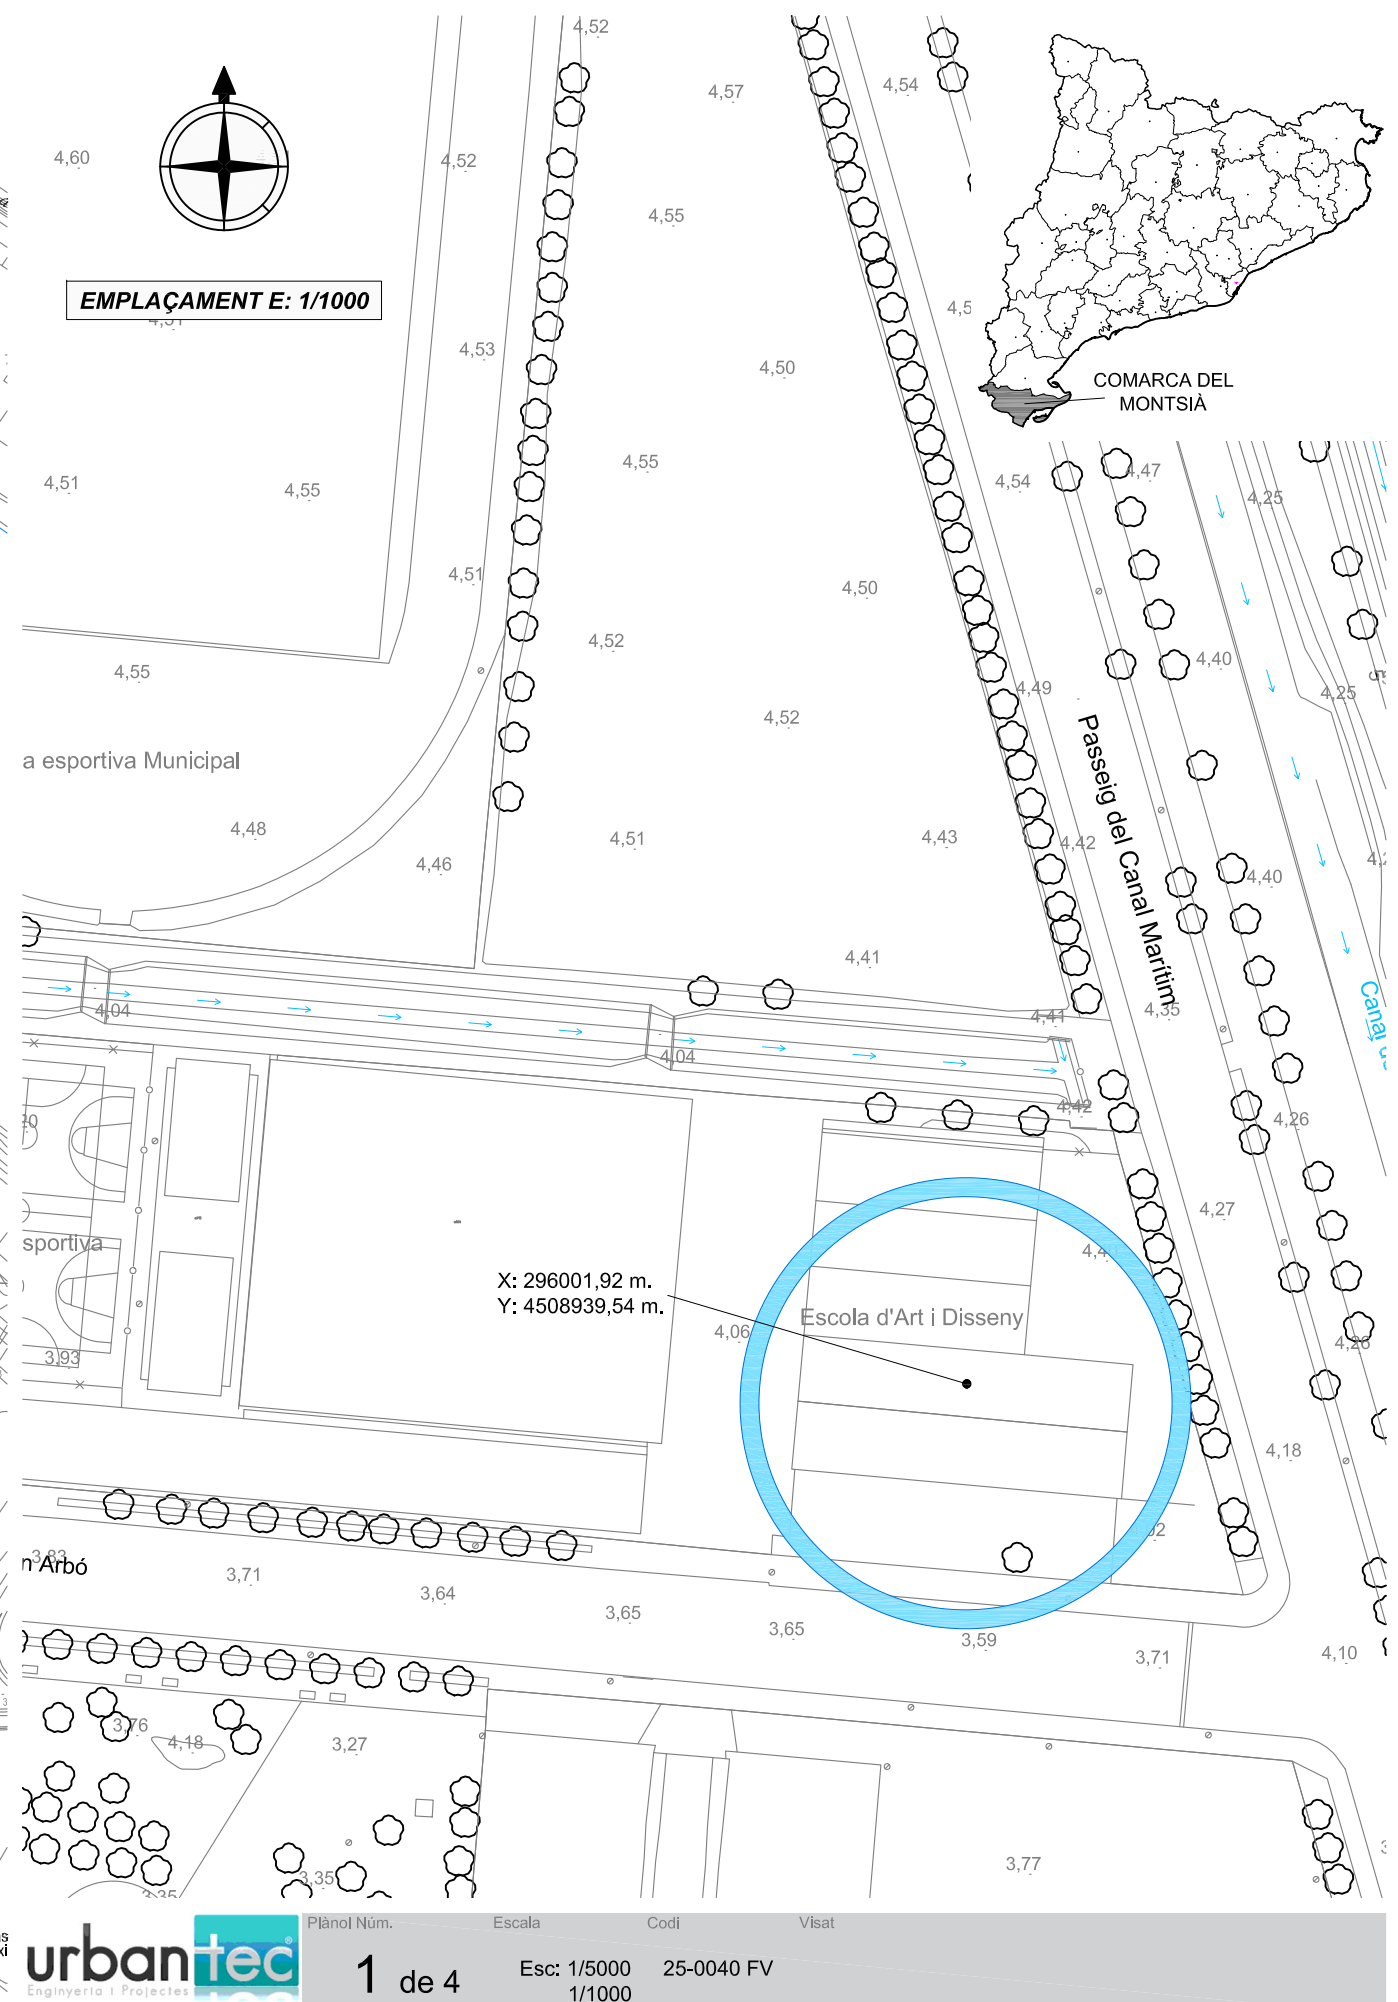 4,52
4,57
4,54
4,60
4,52
4,55
EMPLAÇAMENT E: 1/1000
4,53
4,50
COMARCA DEL
MONTSIÀ
4,51
4,55
4,55
4,54
4,47
4,25
4,51
4,50
4,52
4,40
4,55
4,49
4,25
4,52
Passeig del Canal Marítim
a esportiva Municipal
4,48
4,46
4,51
4,43
4,42
4,40
4,41
4,04
4,41
4,35
Canal
4,04
4,42
4,26
4,27
sportiva
X: 296001,92 m.
Y: 4508939,54 m.
Escola d'Art i Disseny
4,06
4,26
3,93
4,18
3,83
n Arbó
3,71
3,64
3,65
3,65
3,59
3,71
4,10
3,76
4,18
3,27
3,35
3,77
3,35
urbantec
Enginyeria i Projectes
Plànol Núm.
Escala
Codi
Visat
1 de 4
Esc: 1/5000
1/1000
25-0040 FV